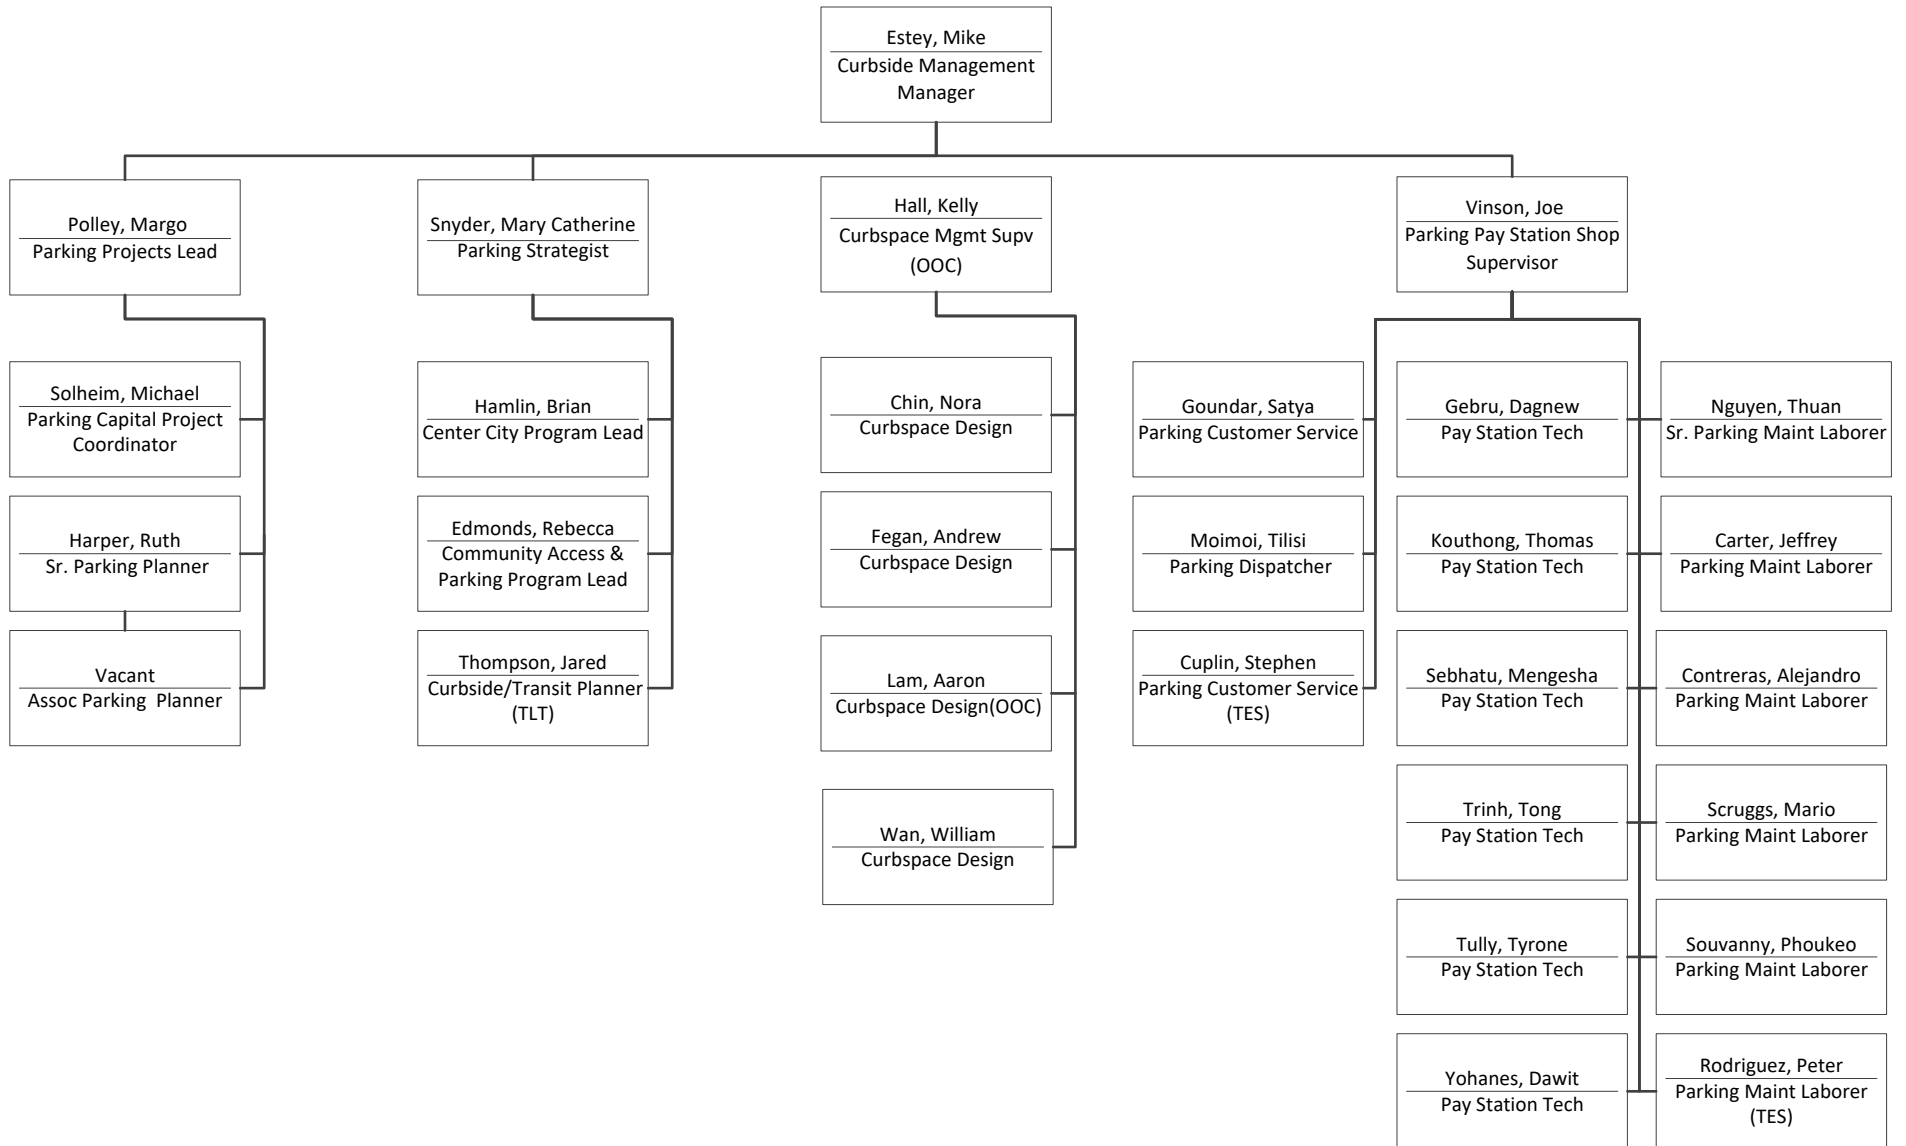 Estey, Mike
Curbside Management
Manager
Polley, Margo
Parking Projects Lead
Snyder, Mary Catherine
Parking Strategist
Hall, Kelly
Curbspace Mgmt Supv
(OOC)
Vinson, Joe
Parking Pay Station Shop
Supervisor
Solheim, Michael
Parking Capital Project
Coordinator
Harper, Ruth
Sr. Parking Planner
Vacant
Assoc Parking  Planner
Hamlin, Brian
Center City Program Lead
Edmonds, Rebecca
Community Access &
Parking Program Lead
Thompson, Jared
Curbside/Transit Planner
(TLT)
Chin, Nora
Curbspace Design
Fegan, Andrew
Curbspace Design
Lam, Aaron
Curbspace Design(OOC)
Wan, William
Curbspace Design
Goundar, Satya
Parking Customer Service
Moimoi, Tilisi
Parking Dispatcher
Cuplin, Stephen
Parking Customer Service
(TES)
Gebru, Dagnew
Pay Station Tech
Kouthong, Thomas
Pay Station Tech
Sebhatu, Mengesha
Pay Station Tech
Trinh, Tong
Pay Station Tech
Tully, Tyrone
Pay Station Tech
Yohanes, Dawit
Pay Station Tech
Nguyen, Thuan
Sr. Parking Maint Laborer
Carter, Jeffrey
Parking Maint Laborer
Contreras, Alejandro
Parking Maint Laborer
Scruggs, Mario
Parking Maint Laborer
Souvanny, Phoukeo
Parking Maint Laborer
Rodriguez, Peter
Parking Maint Laborer
(TES)